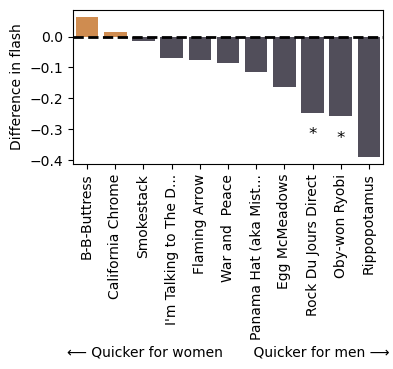 Difference in flash
0.0
−0.1
−0.2
−0.3
−0.4
*
*
B-B-Buttress
California Chrome
Smokestack
I'm Talking to The D...
Flaming Arrow
War and  Peace
Panama Hat (aka Mist...
Egg McMeadows
Rock Du Jours Direct
Oby-won Ryobi
Rippopotamus
⟵ Quicker for women
Quicker for men ⟶